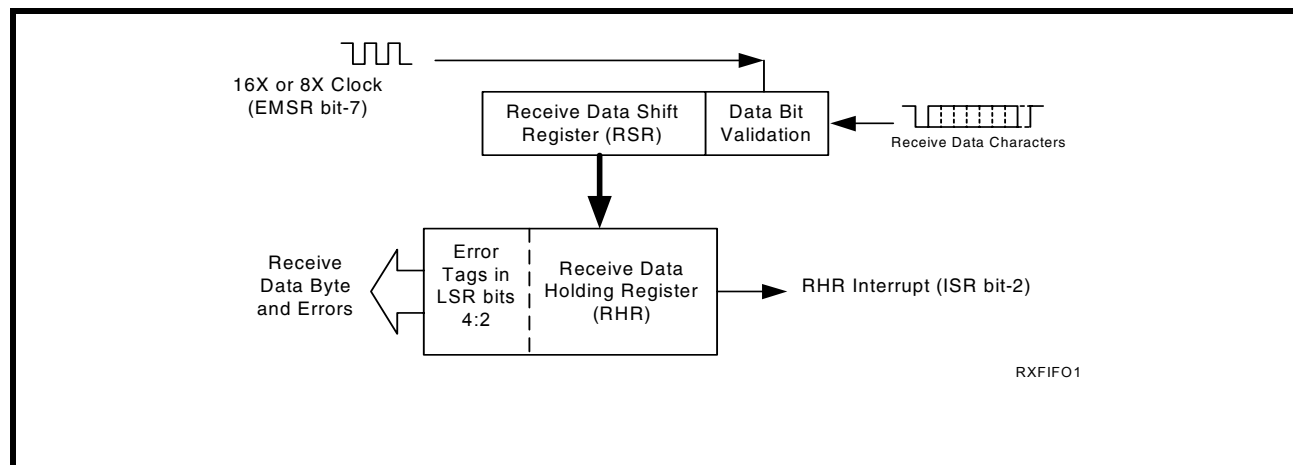 16X or 8X Clock
(EMSR bit-7)
Receive Data Shift
Register (RSR)
Data Bit
Validation
Receive Data Characters
Receive
Data Byte
and Errors
Error
Tags in
LSR bits
4:2
Receive Data
Holding Register
(RHR)
RHR Interrupt (ISR bit-2)
RXFIFO1